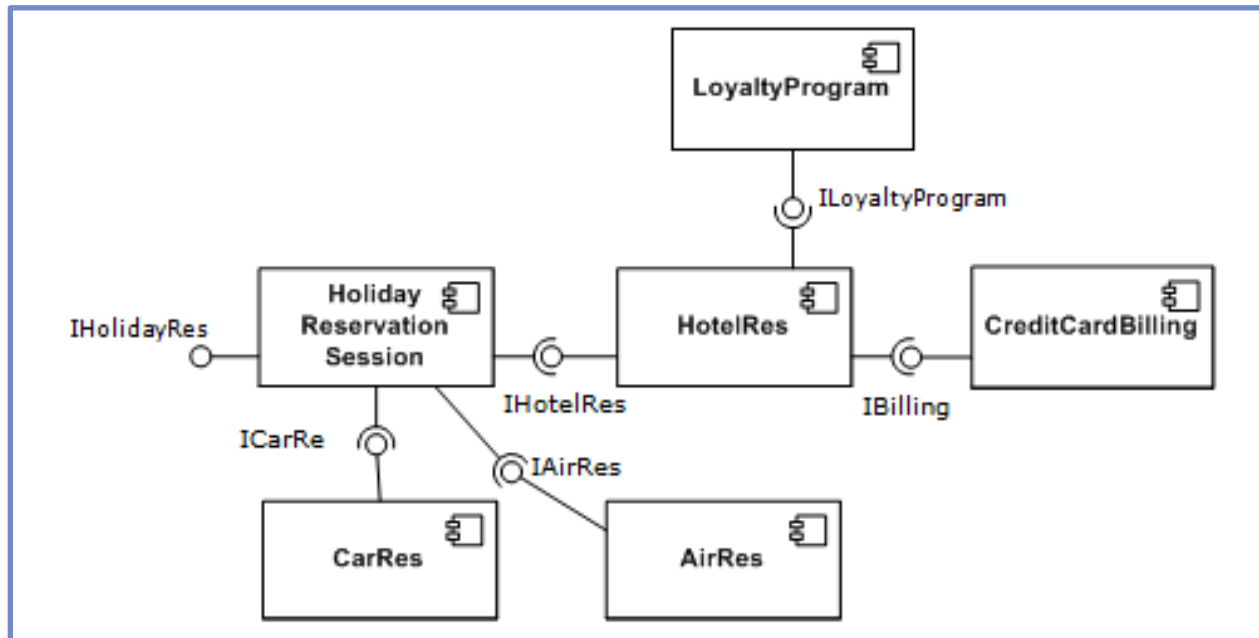 LoyaltyProgram
ILoyaltyProgram
Holiday
Reservation
Session
HotelRes
CreditCardBilling
IHolidayRes
IHotelRes
IBilling
ICarRe
IAirRes
CarRes
AirRes